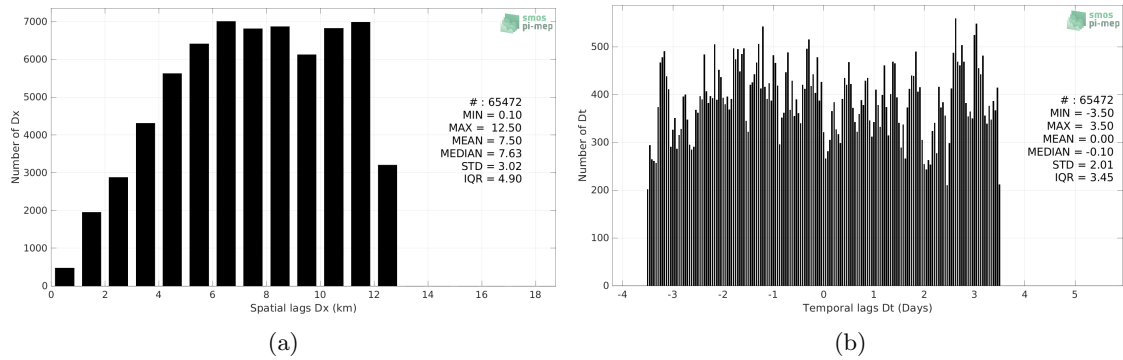 7000
6000
5000
4000
3000
2000
1000
0
Number of Dx
smos
pi-mep
# : 65472
MIN = 0.10
MAX = 12.50
MEAN = 7.50
MEDIAN = 7.63
STD = 3.02
IQR = 4.90
0 2 4 6 8 10 12 14 16 18
Spatial lags Dx (km)
(a)
500
400
300
200
100
0
Number of Dt
smos
pi-mep
# : 65472
MIN = -3.50
MAX = 3.50
MEAN = 0.00
MEDIAN = -0.10
STD = 2.01
IQR = 3.45
-4 -3 -2 -1 0 1 2 3 4 5
Temporal lags Dt (Days)
(b)